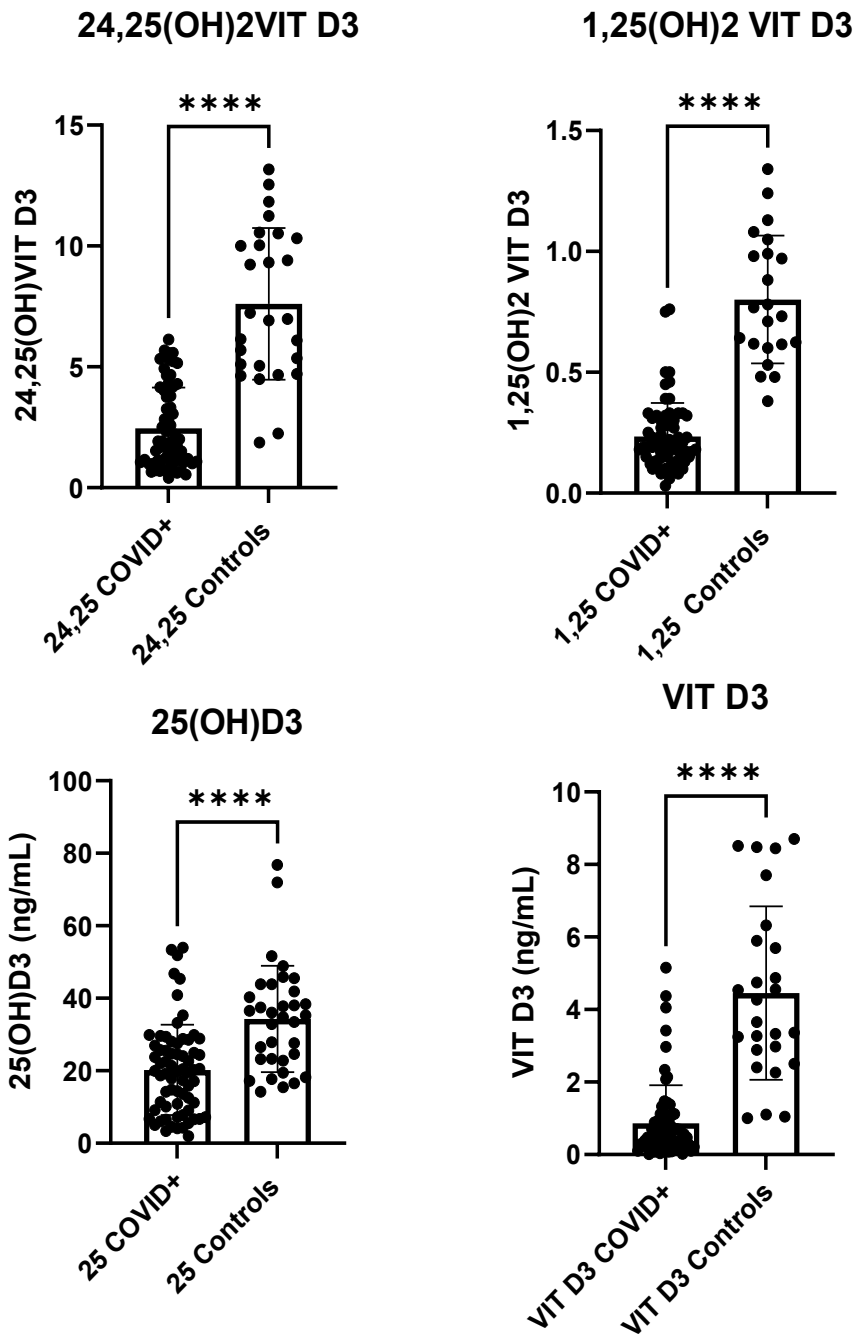 24,25(OH)2VIT D3
****
24,25(OH)VIT D3
15
10
5
0
24,25 COVID+
24,25 Controls
1,25(OH)2 VIT D3
****
1,25(OH)2 VIT D3
1.5
1.0
0.5
0.0
1,25 COVID+
1,25 Controls
25(OH)D3
****
25(OH)D3 (ng/mL)
100
80
60
40
20
0
25 COVID+
25 Controls
VIT D3
****
VIT D3 (ng/mL)
10
8
6
4
2
0
VIT D3 COVID+
VIT D3 Controls